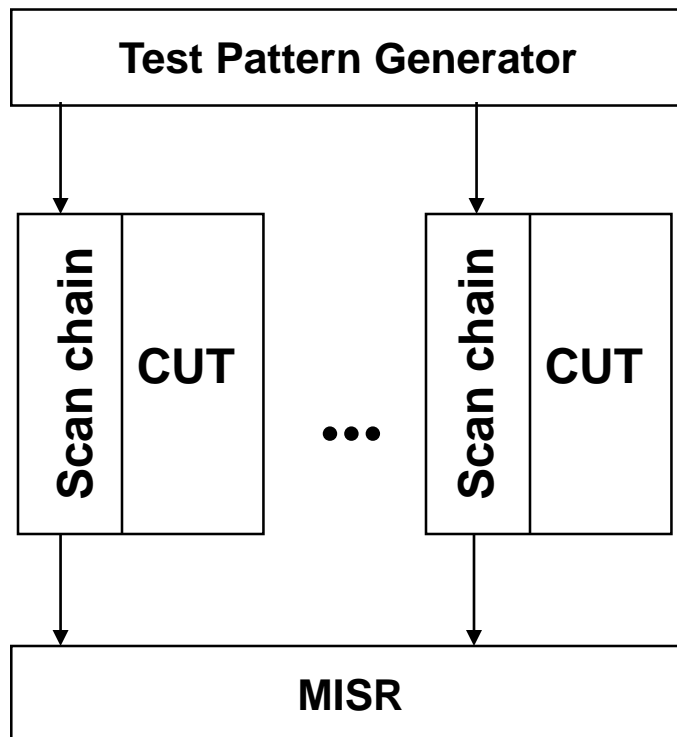 Test Pattern Generator
Scan chain
CUT
•••
Scan chain
CUT
MISR